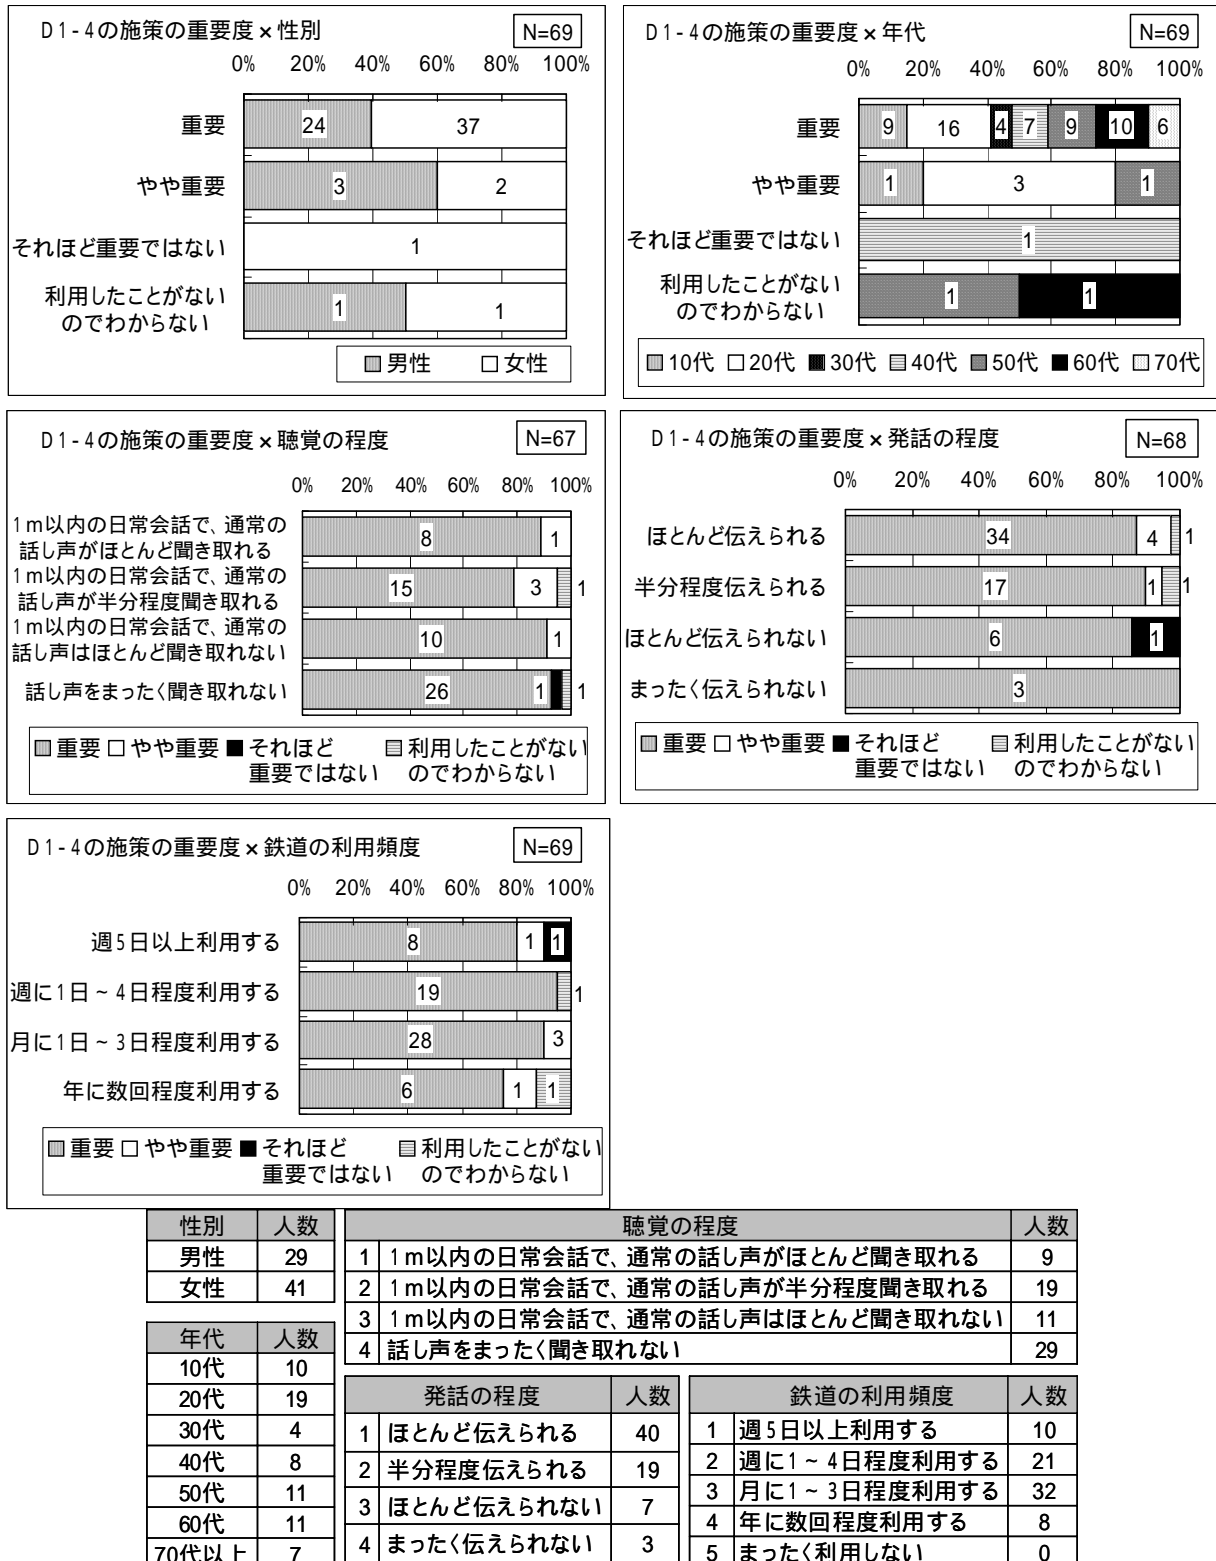 D1-4の施策の重要度×性別 N=69
0% 20% 40% 60% 80% 100%
重要 24 37
やや重要 3 2
それほど重要ではない 1
利用したことがない
のでわからない 1 1
男性 女性
D1-4の施策の重要度×年代 N=69
0% 20% 40% 60% 80% 100%
重要 9 16 4 7 9 10 6
やや重要 1 3 1
それほど重要ではない 1
利用したことがない
のでわからない 1 1
10代 20代 30代 40代 50代 60代 70代
D1-4の施策の重要度×聴覚の程度 N=67
0% 20% 40% 60% 80% 100%
1m以内の日常会話で、通常の
話し声がほとんど聞き取れる 8 1
1m以内の日常会話で、通常の
話し声が半分程度聞き取れる 15 3 1
1m以内の日常会話で、通常の
話し声はほとんど聞き取れない 10 1
話し声をまったく聞き取れない 26 1 1
重要 やや重要 それほど 利用したことがない
重要ではない のでわからない
D1-4の施策の重要度×発話の程度 N=68
0% 20% 40% 60% 80% 100%
ほとんど伝えられる 34 4 1
半分程度伝えられる 17 1 1
ほとんど伝えられない 6 1
まったく伝えられない 3
重要 やや重要 それほど 利用したことがない
重要ではない のでわからない
D1-4の施策の重要度×鉄道の利用頻度 N=69
0% 20% 40% 60% 80% 100%
週5日以上利用する 8 1 1
週に1日~4日程度利用する 19 1
月に1日~3日程度利用する 28 3
年に数回程度利用する 6 1 1
重要 やや重要 それほど 利用したことがない
重要ではない のでわからない
性別 人数
男性 29
女性 41
年代 人数
10代 10
20代 19
30代 4
40代 8
50代 11
60代 11
70代以上 7
聴覚の程度 人数
1 1m以内の日常会話で、通常の話し声がほとんど聞き取れる 9
2 1m以内の日常会話で、通常の話し声が半分程度聞き取れる 19
3 1m以内の日常会話で、通常の話し声はほとんど聞き取れない 11
4 話し声をまったく聞き取れない 29
発話の程度 人数
1 ほとんど伝えられる 40
2 半分程度伝えられる 19
3 ほとんど伝えられない 7
4 まったく伝えられない 3
鉄道の利用頻度 人数
1 週5日以上利用する 10
2 週に1~4日程度利用する 21
3 月に1~3日程度利用する 32
4 年に数回程度利用する 8
5 まったく利用しない 0